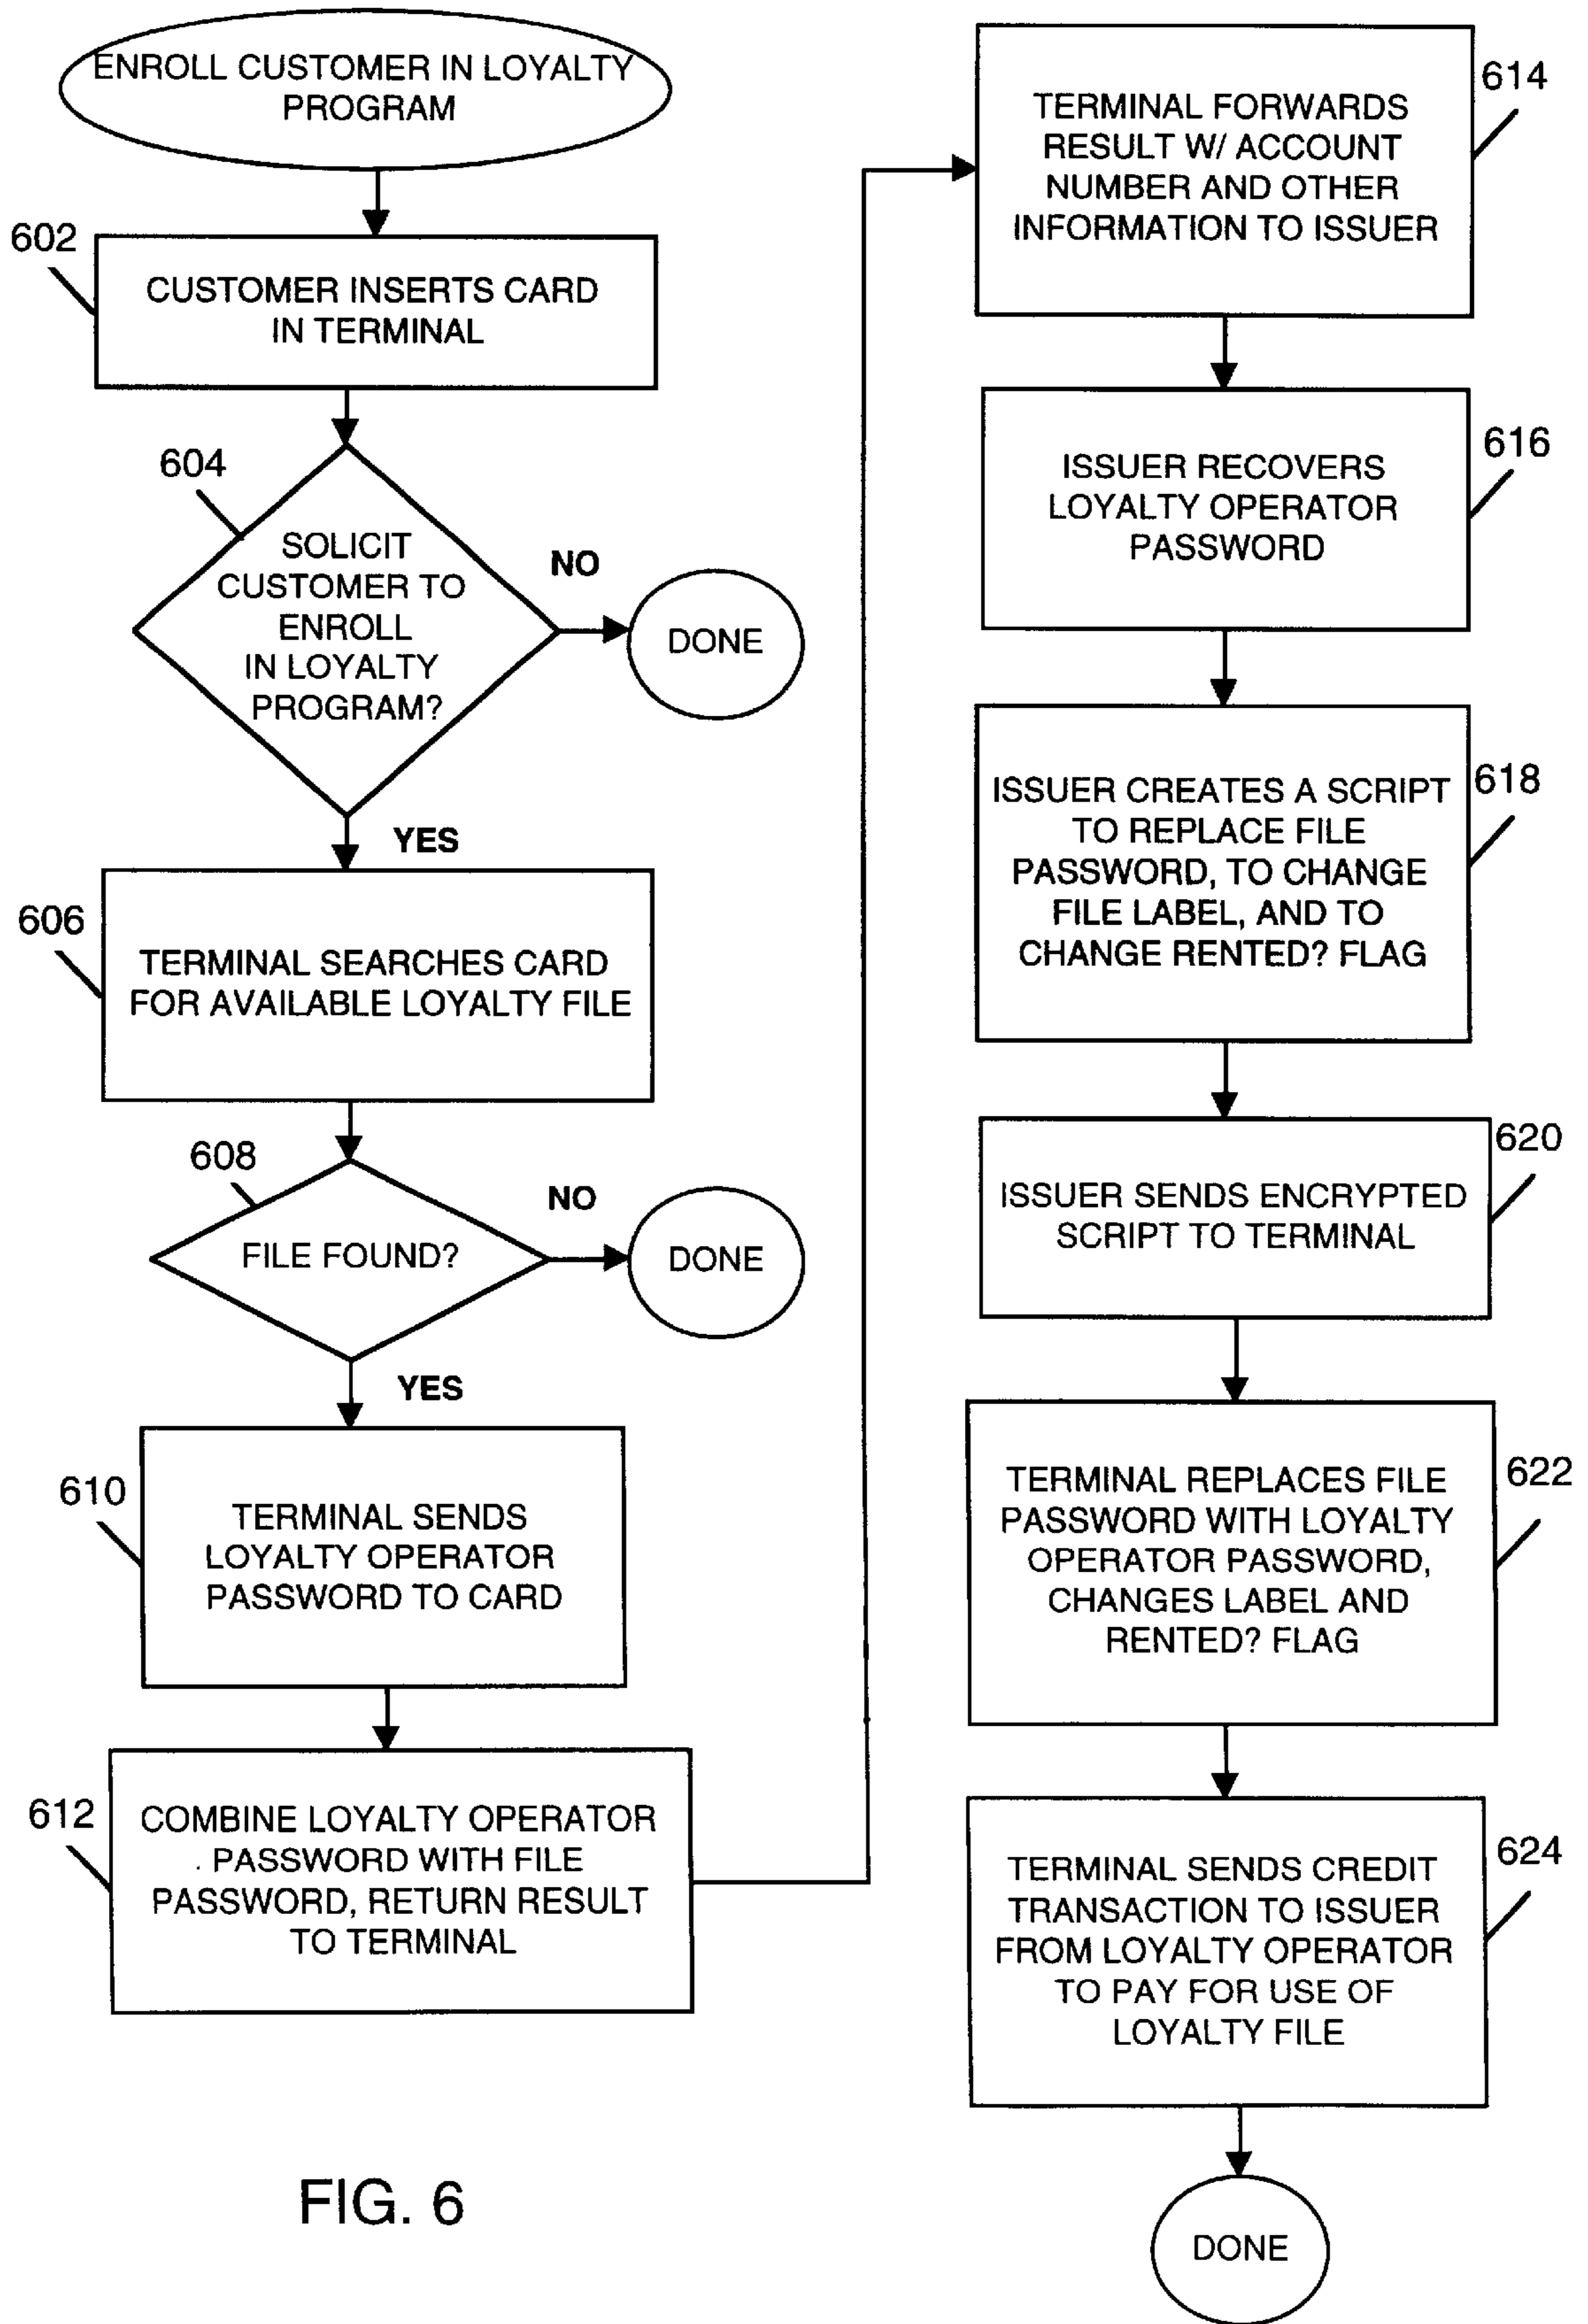 ENROLL CUSTOMER IN LOYALTY
PROGRAM
602
CUSTOMER INSERTS CARD
IN TERMINAL
604
SOLICIT
CUSTOMER TO
ENROLL
IN LOYALTY
PROGRAM?
NO
DONE
YES
606
TERMINAL SEARCHES CARD
FOR AVAILABLE LOYALTY FILE
608
FILE FOUND?
NO
DONE
YES
610
TERMINAL SENDS
LOYALTY OPERATOR
PASSWORD TO CARD
612
COMBINE LOYALTY OPERATOR
PASSWORD WITH FILE
PASSWORD, RETURN RESULT
TO TERMINAL
614
TERMINAL FORWARDS
RESULT W/ ACCOUNT
NUMBER AND OTHER
INFORMATION TO ISSUER
616
ISSUER RECOVERS
LOYALTY OPERATOR
PASSWORD
618
ISSUER CREATES A SCRIPT
TO REPLACE FILE
PASSWORD, TO CHANGE
FILE LABEL, AND TO
CHANGE RENTED? FLAG
620
ISSUER SENDS ENCRYPTED
SCRIPT TO TERMINAL
622
TERMINAL REPLACES FILE
PASSWORD WITH LOYALTY
OPERATOR PASSWORD,
CHANGES LABEL AND
RENTED? FLAG
624
TERMINAL SENDS CREDIT
TRANSACTION TO ISSUER
FROM LOYALTY OPERATOR
TO PAY FOR USE OF
LOYALTY FILE
DONE
FIG. 6